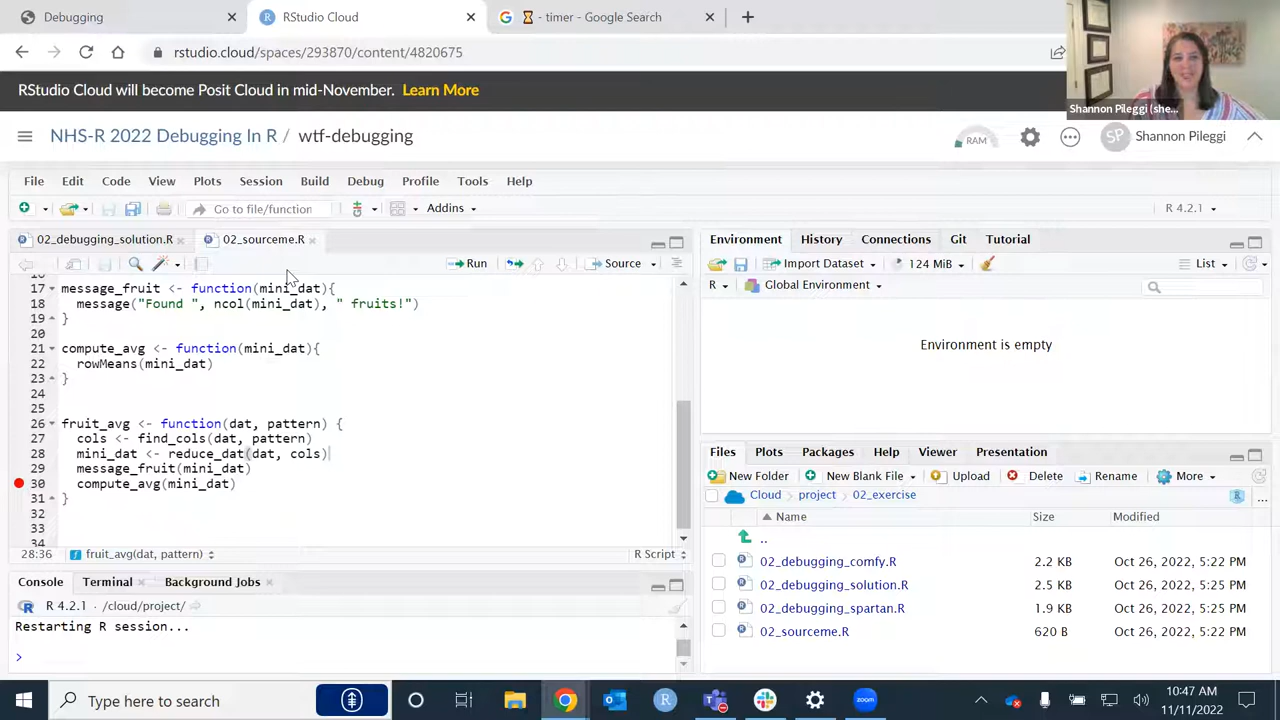 Debugging
RStudio Cloud
- timer - Google Search
rstudio.cloud/spaces/293870/content/4820675
RStudio Cloud will become Posit Cloud in mid-November. Learn More
Shannon Pileggi (she...
NHS-R 2022 Debugging In R / wtf-debugging
RAM
SP
Shannon Pileggi
File Edit Code View Plots Session Build Debug Profile Tools Help
Go to file/function
Addins
R 4.2.1
02_debugging_solution.R
02_sourceme.R
Run
Source
17 message_fruit <- function(mini_dat){
18 message("Found ", ncol(mini_dat), " fruits!")
19 }
20
21 compute_avg <- function(mini_dat){
22 rowMeans(mini_dat)
23 }
24
25
26 fruit_avg <- function(dat, pattern) {
27 cols <- find_cols(dat, pattern)
28 mini_dat <- reduce_dat(dat, cols)
29 message_fruit(mini_dat)
30 compute_avg(mini_dat)
31 }
32
33
34
28:36 fruit_avg(dat, pattern) R Script
Console Terminal Background Jobs
R 4.2.1 · /cloud/project/
Restarting R session...
>
Environment History Connections Git Tutorial
Import Dataset 124 MiB List
R Global Environment
Environment is empty
Files Plots Packages Help Viewer Presentation
New Folder New Blank File Upload Delete Rename More
Cloud project 02_exercise
Name Size Modified
..
02_debugging_comfy.R 2.2 KB Oct 26, 2022, 5:22 PM
02_debugging_solution.R 2.5 KB Oct 26, 2022, 5:25 PM
02_debugging_spartan.R 1.9 KB Oct 26, 2022, 5:25 PM
02_sourceme.R 620 B Oct 26, 2022, 5:22 PM
Type here to search
zoom
10:47 AM
11/11/2022